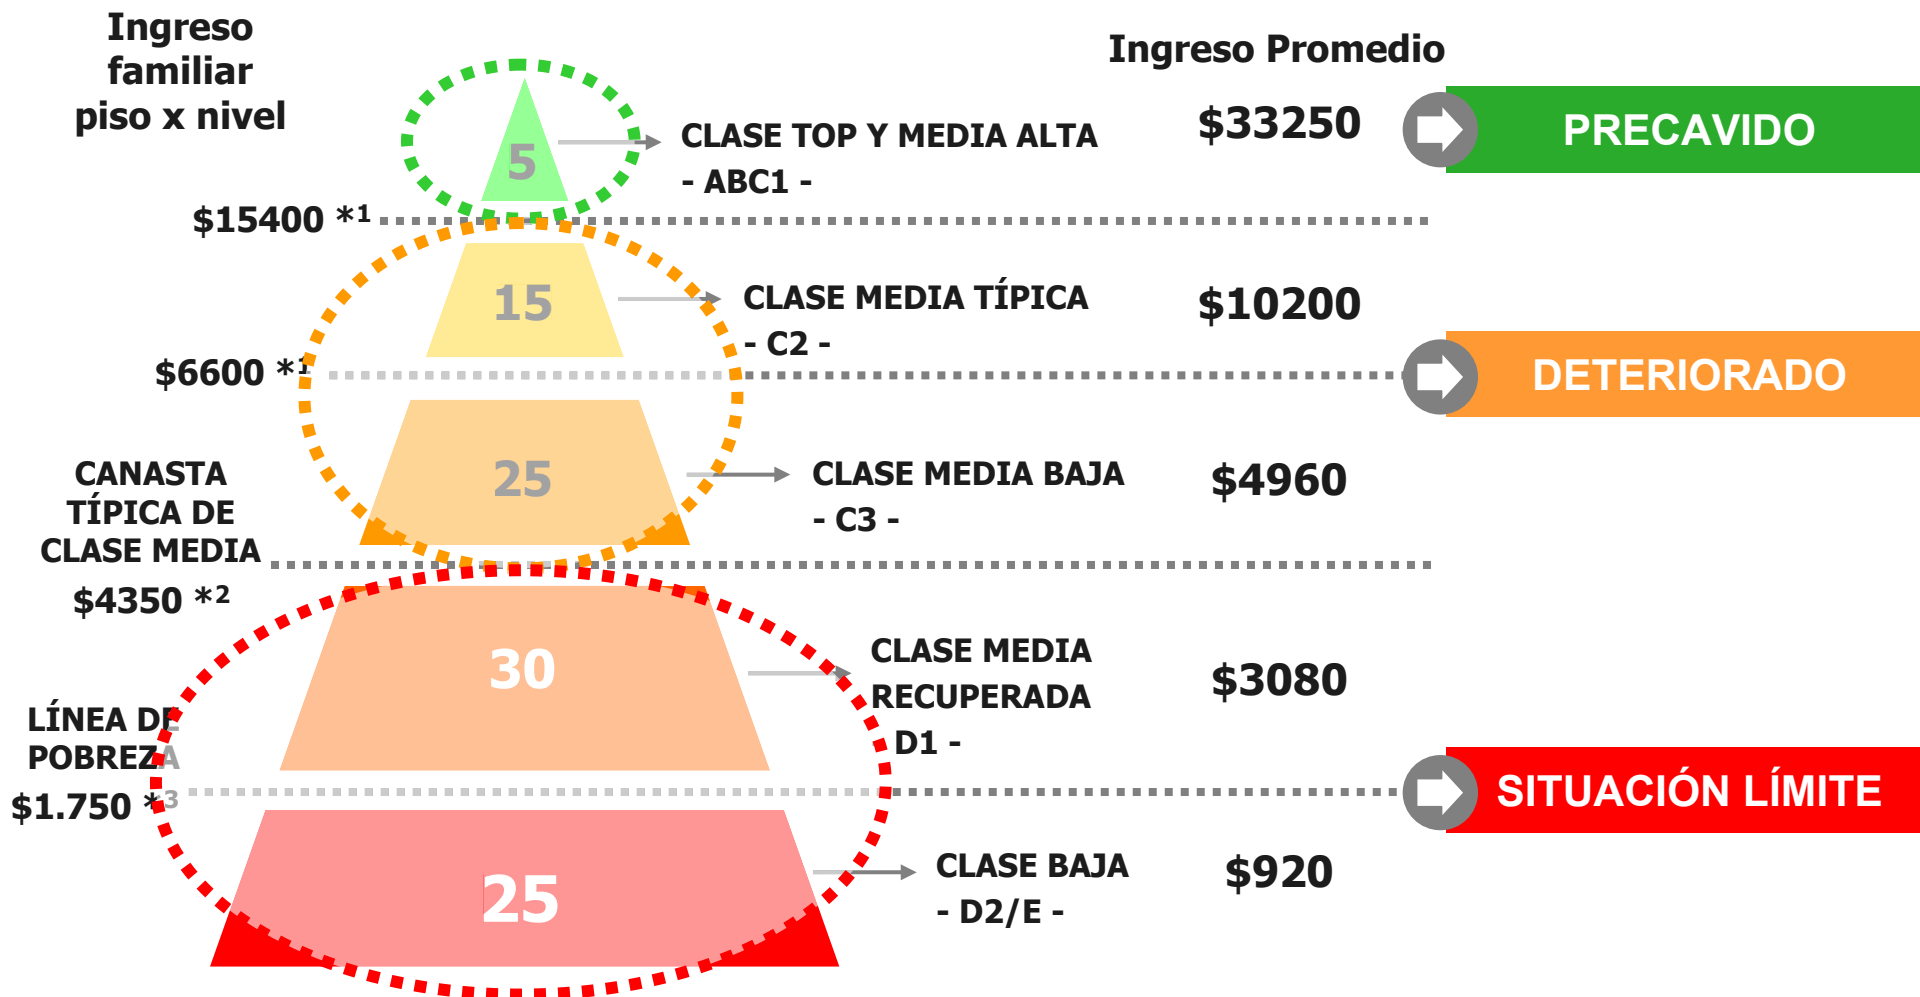 Ingreso
familiar
piso x nivel
Ingreso Promedio
5
CLASE TOP Y MEDIA ALTA
- ABC1 -
$33250
PRECAVIDO
$15400 *1
15
CLASE MEDIA TÍPICA
- C2 -
$10200
$6600 *1
DETERIORADO
CANASTA
TÍPICA DE
CLASE MEDIA
$4350 *2
25
CLASE MEDIA BAJA
- C3 -
$4960
30
CLASE MEDIA
RECUPERADA
- D1 -
$3080
LÍNEA DE
POBREZA
$1.750 *3
SITUACIÓN LÍMITE
25
CLASE BAJA
- D2/E -
$920